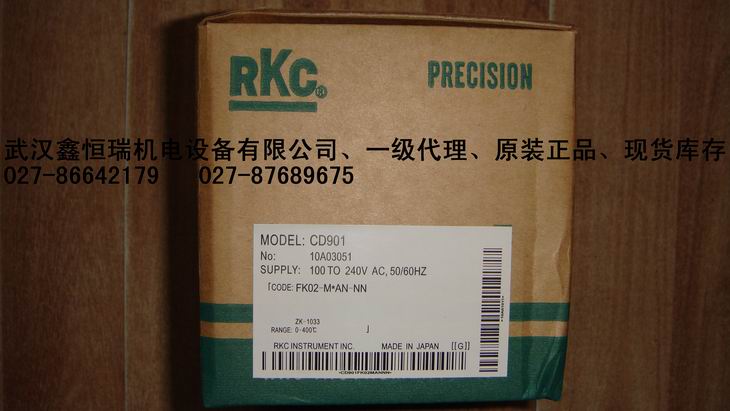 RKC PRECISION
武汉鑫恒瑞机电设备有限公司、一级代理、原装正品、现货库存
027-86642179 027-87689675
MODEL: CD901
No: 10A03051
SUPPLY: 100 TO 240V AC, 50/60HZ
「CODE: FK02-M*AN-NN
ZK-1033
RANGE: 0-400℃ 」
RKC INSTRUMENT INC. MADE IN JAPAN [[G]]
*CD901FK02MANNN*